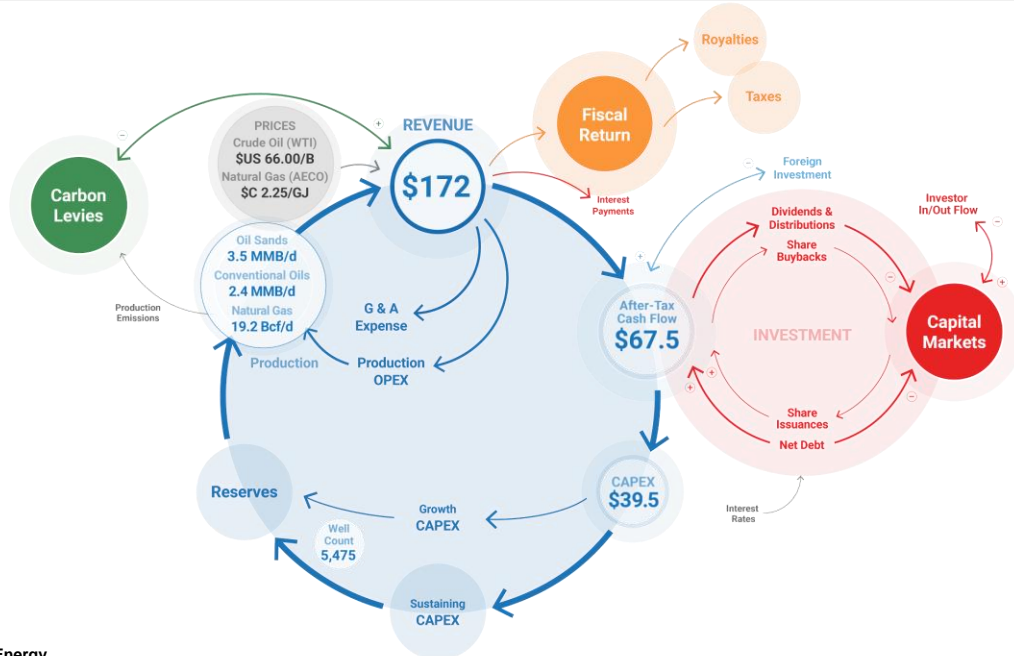 Royalties
Taxes
Fiscal
Return
REVENUE
$172
PRICES
Crude Oil (WTI)
$US 66.00/B
Natural Gas (AECO)
$C 2.25/GJ
−
+
Carbon
Levies
Interest
Payments
−
Foreign
Investment
+
Investor
In/Out Flow
−
+
Dividends &
Distributions
Share
Buybacks
−
Oil Sands
3.5 MMB/d
Conventional Oils
2.4 MMB/d
Natural Gas
19.2 Bcf/d
Production
Emissions
Production
G & A
Expense
Production
OPEX
After-Tax
Cash Flow
$67.5
INVESTMENT
Capital
Markets
+
+
−
Share
Issuances
Net Debt
Interest
Rates
CAPEX
$39.5
Growth
CAPEX
Reserves
Well
Count
5,475
Sustaining
CAPEX